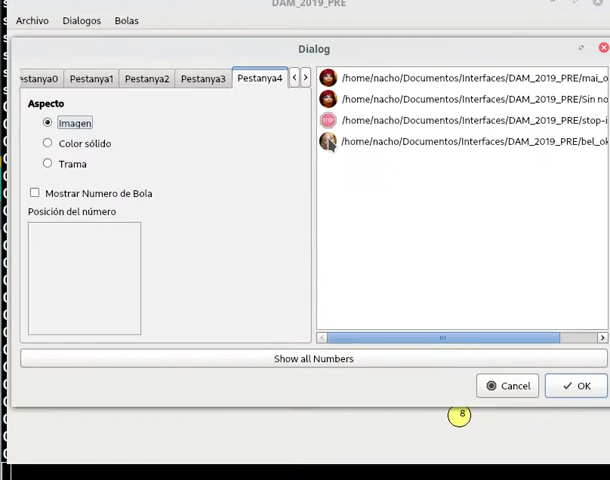 DAM_2019_PRE
Archivo Dialogos Bolas
Dialog
estanya0 Pestanya1 Pestanya2 Pestanya3 Pestanya4
Aspecto
Imagen
Color sólido
Trama
Mostrar Numero de Bola
Posición del número
/home/nacho/Documentos/Interfaces/DAM_2019_PRE/mai_o
/home/nacho/Documentos/Interfaces/DAM_2019_PRE/Sin no
/home/nacho/Documentos/Interfaces/DAM_2019_PRE/stop-i
/home/nacho/Documentos/Interfaces/DAM_2019_PRE/bel_ok
Show all Numbers
Cancel OK
8